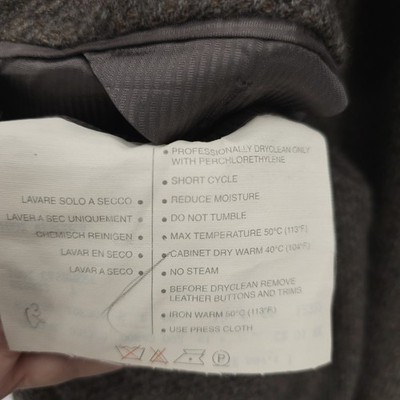 • PROFESSIONALLY DRYCLEAN ONLY
WITH PERCHLORETHYLENE
• SHORT CYCLE
LAVARE SOLO A SECCO •
• REDUCE MOISTURE
LAVER A SEC UNIQUEMENT •
• DO NOT TUMBLE
CHEMISCH REINIGEN •
• MAX TEMPERATURE 50°C (113°F)
LAVAR EN SECO •
• CABINET DRY WARM 40°C (104°F)
LAVAR A SECO •
• NO STEAM
• BEFORE DRYCLEAN REMOVE
LEATHER BUTTONS AND TRIMS
• IRON WARM 50°C (113°F)
• USE PRESS CLOTH
P